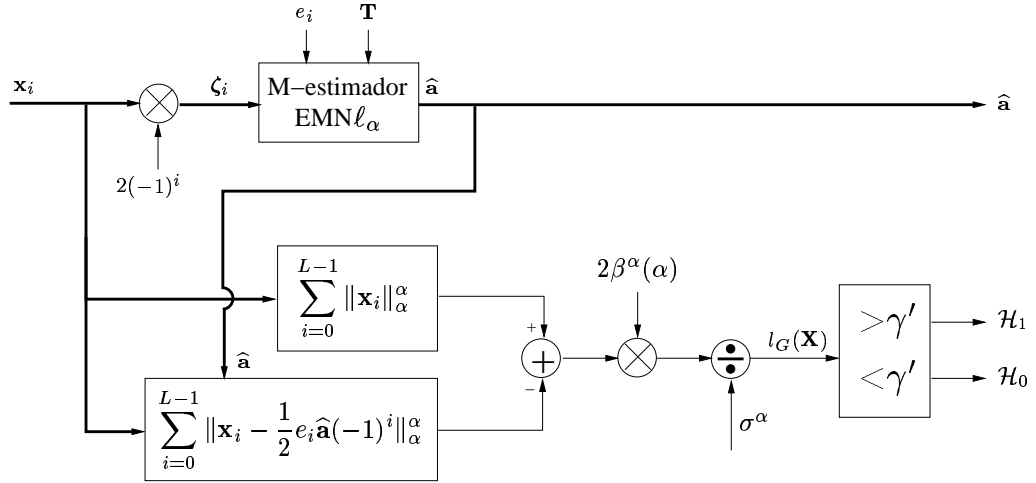 e_i
T
x_i
ζ_i
M–estimador
EMNℓ_α
â
â
2(−1)^i
2β^α(α)
∑_{i=0}^{L−1} ‖x_i‖_α^α
+
+
−
l_G(X)
>γ′
<γ′
H_1
H_0
â
∑_{i=0}^{L−1} ‖x_i − 1/2 e_i â(−1)^i‖_α^α
σ^α